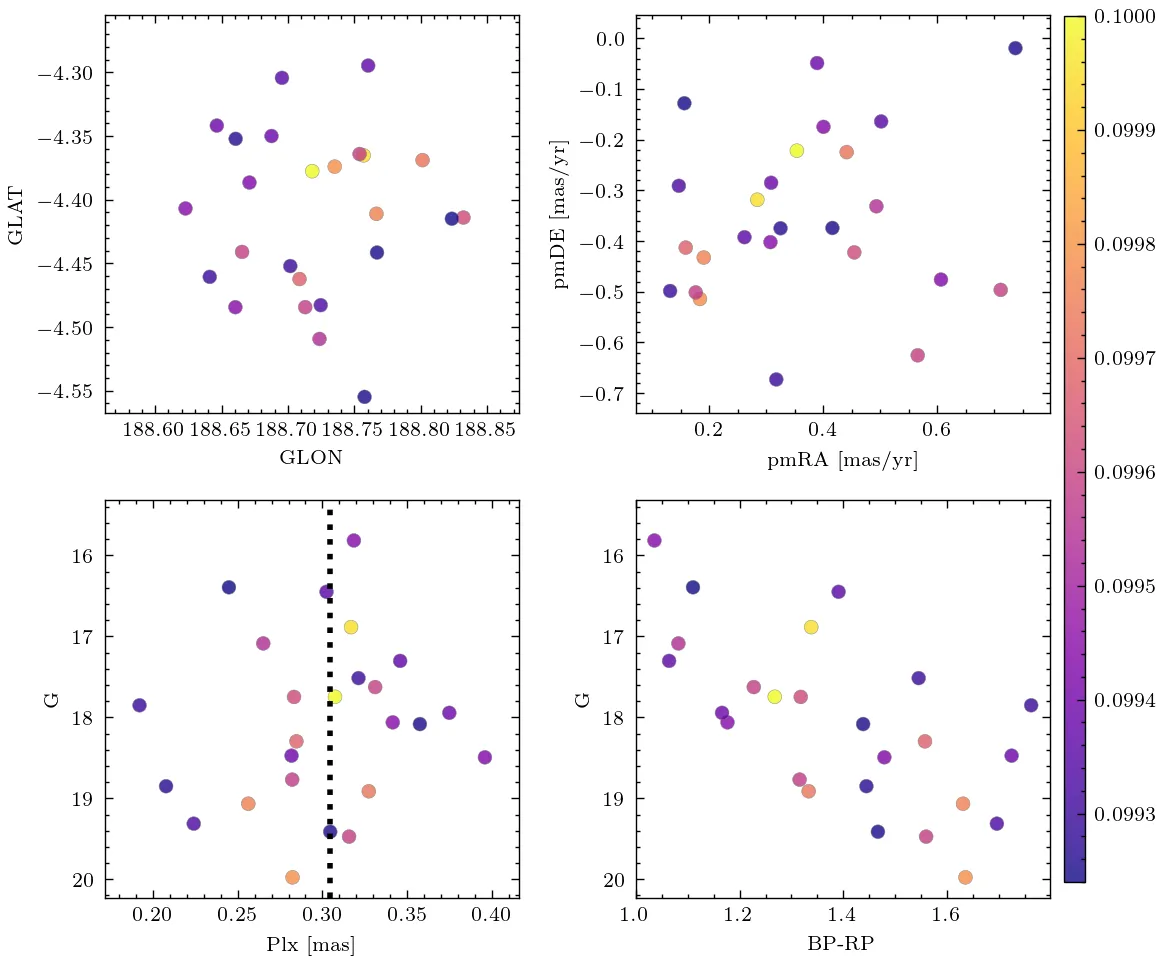 −4.30
−4.35
−4.40
−4.45
−4.50
−4.55
GLAT
188.60 188.65 188.70 188.75 188.80 188.85
GLON
0.0
−0.1
−0.2
−0.3
−0.4
−0.5
−0.6
−0.7
pmDE [mas/yr]
0.2 0.4 0.6
pmRA [mas/yr]
0.1000
0.0999
0.0998
0.0997
0.0996
0.0995
0.0994
0.0993
16
17
18
19
20
G
0.20 0.25 0.30 0.35 0.40
Plx [mas]
16
17
18
19
20
G
1.0 1.2 1.4 1.6
BP-RP